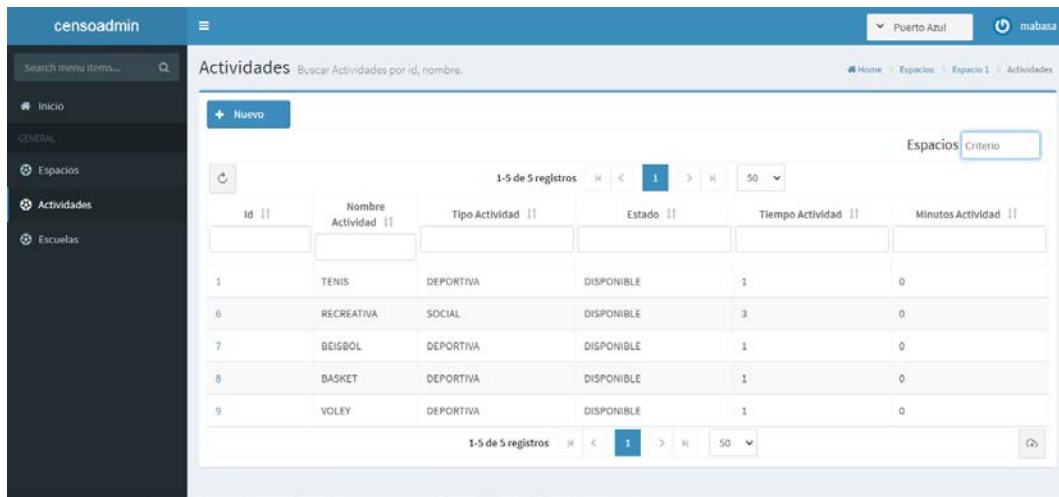 censoadmin
Puerto Azul
mabasa
Search menu items...
Actividades Buscar Actividades por id, nombre.
Home > Espacios > Espacio 1 > Actividades
Inicio
+ Nuevo
GENERAL
Espacios Criterio
Espacios
1-5 de 5 registros 1 50
Actividades
Id Nombre Actividad Tipo Actividad Estado Tiempo Actividad Minutos Actividad
Escuelas
1 TENIS DEPORTIVA DISPONIBLE 1 0
6 RECREATIVA SOCIAL DISPONIBLE 3 0
7 BEISBOL DEPORTIVA DISPONIBLE 1 0
8 BASKET DEPORTIVA DISPONIBLE 1 0
9 VOLEY DEPORTIVA DISPONIBLE 1 0
1-5 de 5 registros 1 50